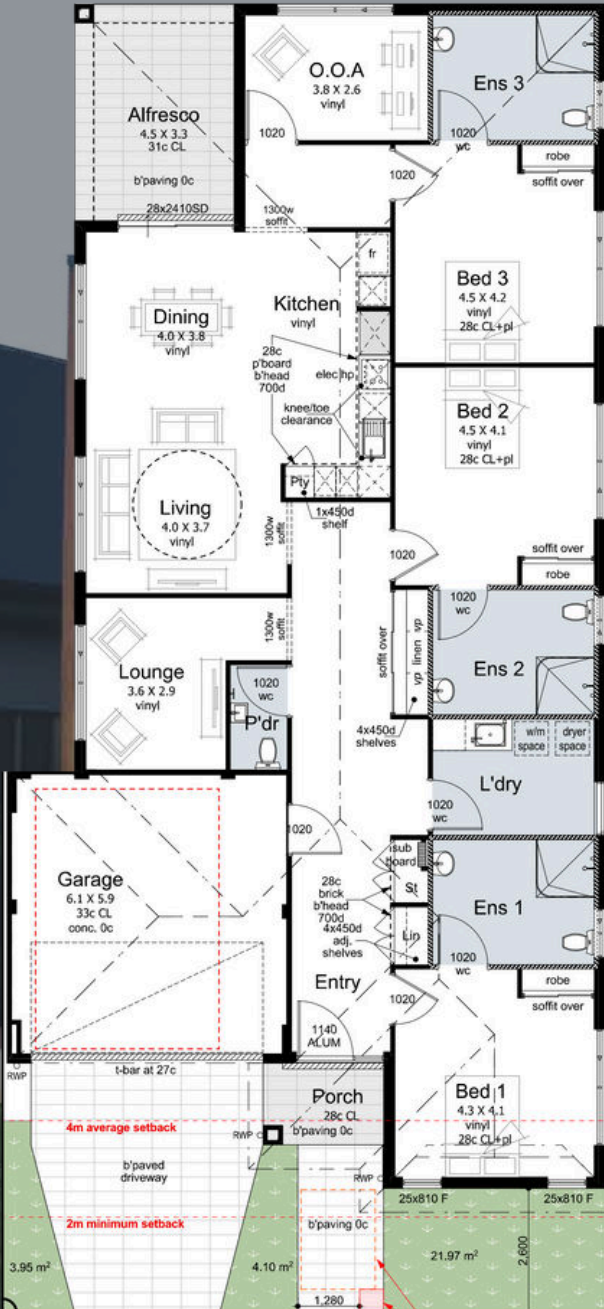 O.O.A
3.8 X 2.6
vinyl
Ens 3
Alfresco
4.5 X 3.3
31c CL
b'paving 0c
1020
1020
wc
1020
robe
soffit over
28x2410SD
1300w
soffit
fr
Bed 3
4.5 X 4.2
vinyl
28c CL+pl
Dining
4.0 X 3.8
vinyl
Kitchen
vinyl
28c
p'board
b'head
700d
elec hp
knee/toe
clearance
Bed 2
4.5 X 4.1
vinyl
28c CL+pl
Pty
1x450d
shelf
Living
4.0 X 3.7
vinyl
1300w
soffit
1020
soffit over
robe
1020
wc
1300w
soffit
soffit over
vp linen vp
Ens 2
Lounge
3.6 X 2.9
vinyl
1020
wc
P'dr
4x450d
shelves
w/m
space
dryer
space
L'dry
1020
wc
1020
Garage
6.1 X 5.9
33c CL
conc. 0c
sub
board
St
28c
brick
b'head
700d
4x450d
adj.
shelves
Lin
Ens 1
1020
wc
Entry
1020
robe
soffit over
1140
ALUM
RWP
t-bar at 27c
Porch
28c CL
b'paving 0c
Bed 1
4.3 X 4.1
vinyl
28c CL+pl
4m average setback
RWP
b'paved
driveway
RWP
25x810 F
25x810 F
2m minimum setback
b'paving 0c
3.95 m²
4.10 m²
21.97 m²
2,600
1,280